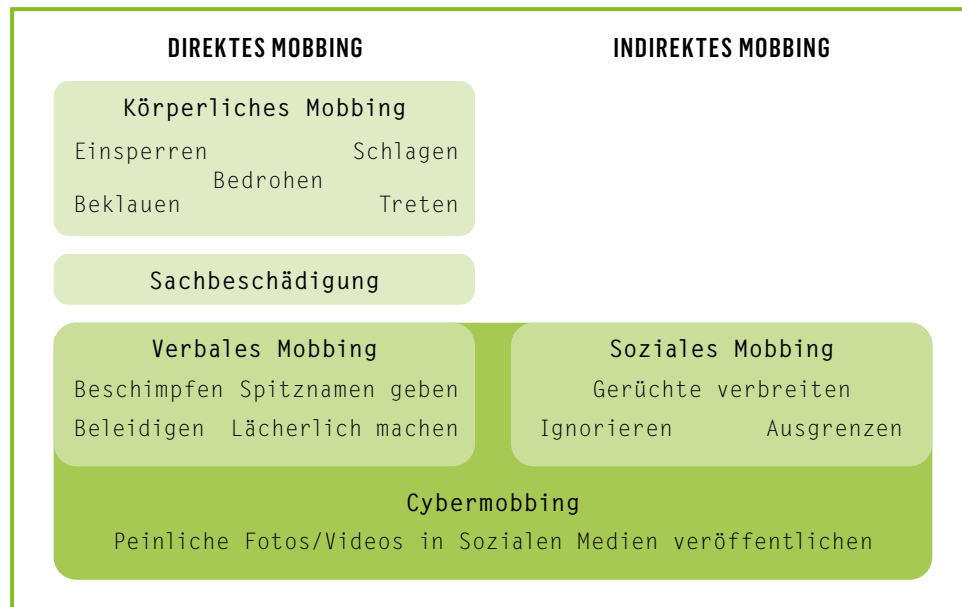 DIREKTES MOBBING
INDIREKTES MOBBING
Körperliches Mobbing
Einsperren Schlagen
Bedrohen
Beklauen Treten
Sachbeschädigung
Verbales Mobbing
Beschimpfen Spitznamen geben
Beleidigen Lächerlich machen
Soziales Mobbing
Gerüchte verbreiten
Ignorieren Ausgrenzen
Cybermobbing
Peinliche Fotos/Videos in Sozialen Medien veröffentlichen